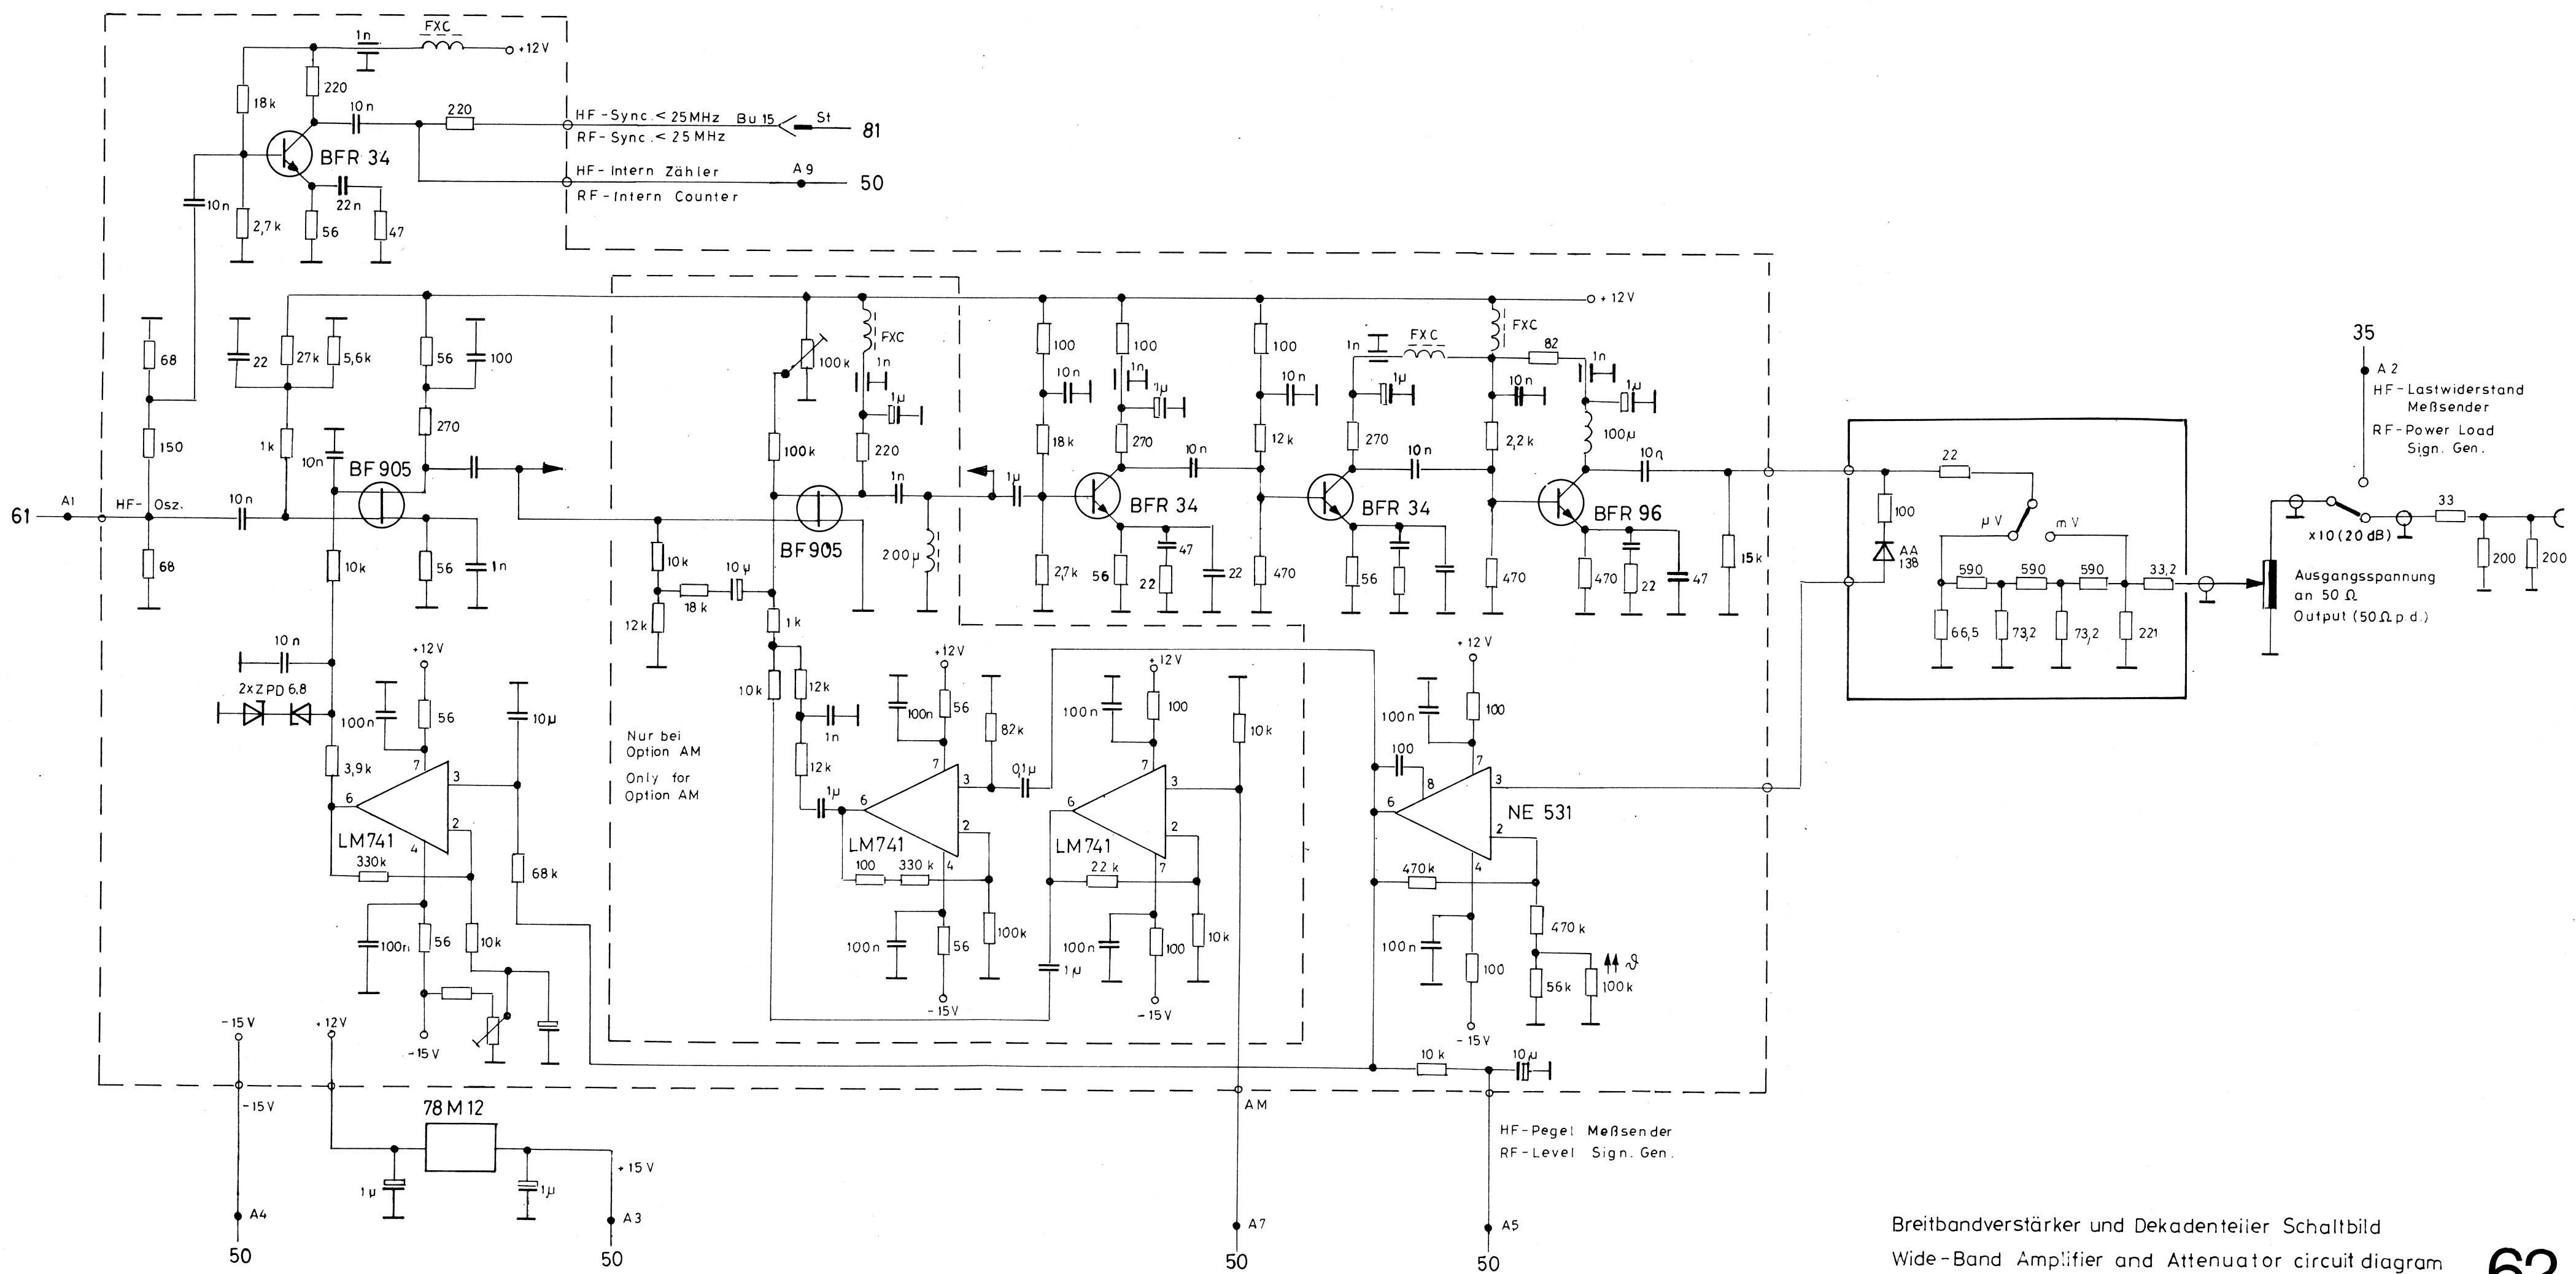 FXC
1n
+12V
220
18k
10n
220
HF-Sync.<25MHz Bu 15 St
81
RF-Sync.<25MHz
BFR 34
HF-Intern Zähler A9
50
RF-Intern Counter
10n
22n
2,7k
56
47
+12V
68
22
27k
5,6k
56
100
100k
FXC
1n
1µ
100
10n
100
1n
1µ
100
10n
1n
FXC
FXC
82
1n
1µ
10n
1µ
35
A2
HF-Lastwiderstand
Meßsender
RF-Power Load
Sign. Gen.
150
1k
10n
270
BF905
100k
220
1n
1µ
18k
270
10n
12k
270
10n
2,2k
100µ
10n
22
61
A1
HF-Osz.
10n
BF905
200µ
BFR 34
BFR 34
BFR 96
100
AA
138
µV
mV
x10(20dB)
33
200
200
68
10k
56
1n
10k
10µ
18k
12k
1k
2,7k
56
47
22
22
470
56
470
470
22
47
15k
590
590
590
33,2
66,5
73,2
73,2
221
Ausgangsspannung
an 50 Ω
Output (50Ω p.d.)
10n
2xZPD 6,8
+12V
100n
56
10µ
10k
12k
1n
12k
1µ
+12V
100n
56
82k
0,1µ
+12V
100n
100
10k
+12V
100n
100
100
Nur bei
Option AM
Only for
Option AM
3,9k
7
3
6
2
4
LM741
330k
68k
7
3
6
2
4
LM741
100
330k
7
3
6
2
7
LM741
22k
7
8
3
6
2
4
NE 531
470k
100n
56
10k
-15V
100n
56
100k
-15V
1µ
100n
100
10k
-15V
100n
100
470k
56k
ϑ
100k
-15V
-15V
+12V
10k
10µ
-15V
AM
78M12
1µ
1µ
+15V
HF-Pegel Meßsender
RF-Level Sign. Gen.
A4
50
A3
50
A7
50
A5
50
Breitbandverstärker und Dekadenteiler Schaltbild
Wide-Band Amplifier and Attenuator circuit diagram
62